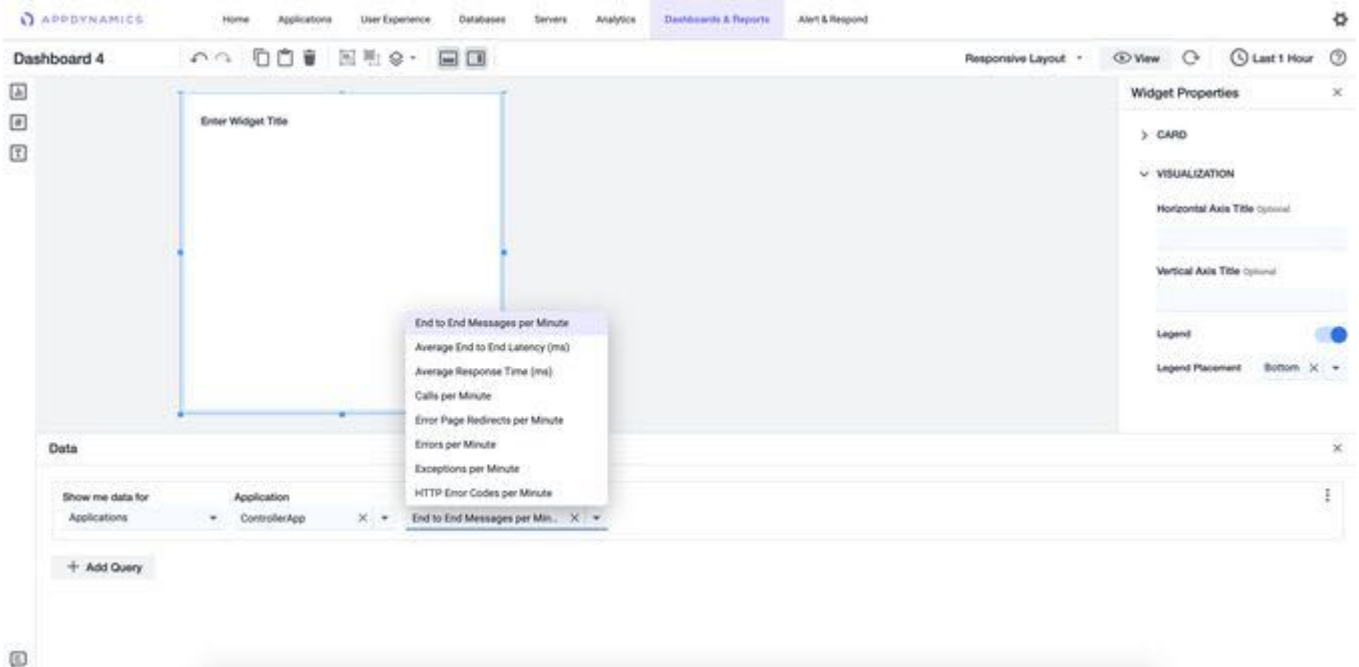 APPDYNAMICS Home Applications User Experience Databases Servers Analytics Dashboards & Reports Alert & Respond
Dashboard 4 Responsive Layout View Last 1 Hour
Widget Properties
Enter Widget Title
CARD
VISUALIZATION
Horizontal Axis Title Optional
Vertical Axis Title Optional
Legend
Legend Placement Bottom
End to End Messages per Minute
Average End to End Latency (ms)
Average Response Time (ms)
Calls per Minute
Error Page Redirects per Minute
Errors per Minute
Exceptions per Minute
HTTP Error Codes per Minute
Data
Show me data for Application
Applications ControllerApp End to End Messages per Min..
+ Add Query